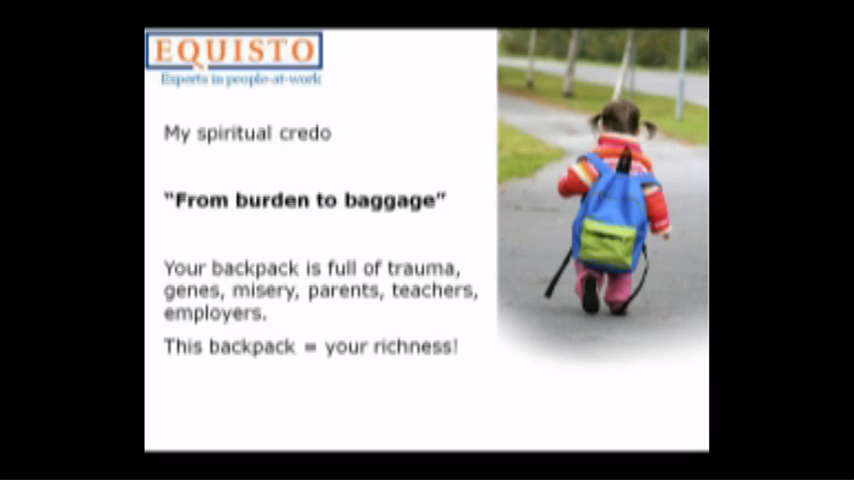 EQUISTO
Experts in people-at-work
My spiritual credo
“From burden to baggage”
Your backpack is full of trauma,
genes, misery, parents, teachers,
employers.
This backpack = your richness!